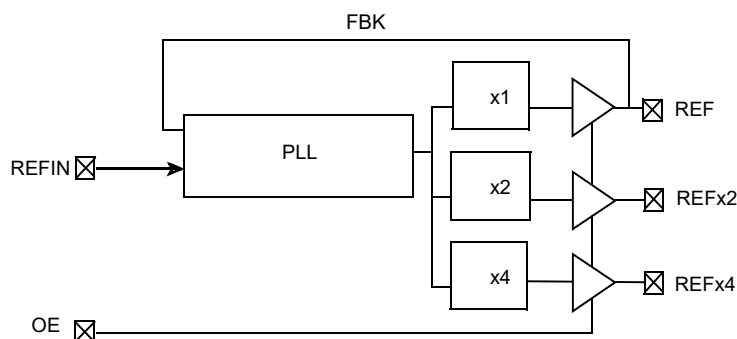 FBK
x1
REF
PLL
REFIN
x2
REFx2
x4
REFx4
OE